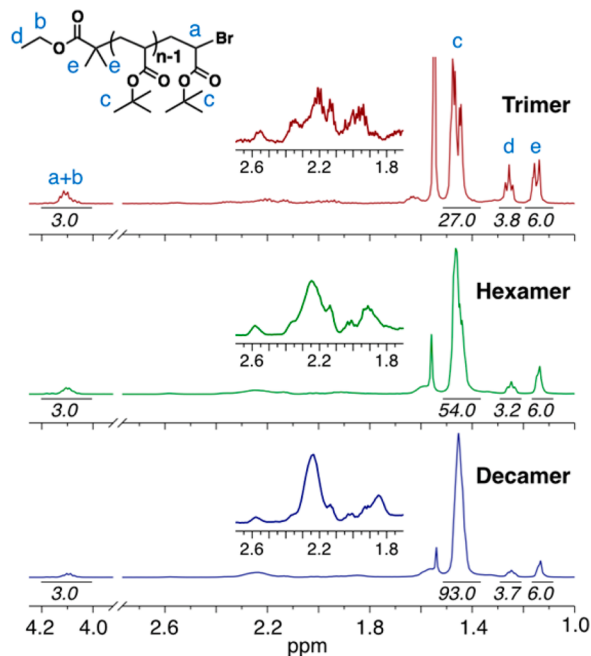 a
O
Br
b
d
O
n-1
e
e
O
O
O
O
c
c
c
Trimer
2.6 2.2 1.8
d e
a+b
3.0 27.0 3.8 6.0
Hexamer
2.6 2.2 1.8
3.0 54.0 3.2 6.0
Decamer
2.6 2.2 1.8
3.0 93.0 3.7 6.0
4.2 4.0 2.6 2.2 1.8 1.4 1.0
ppm